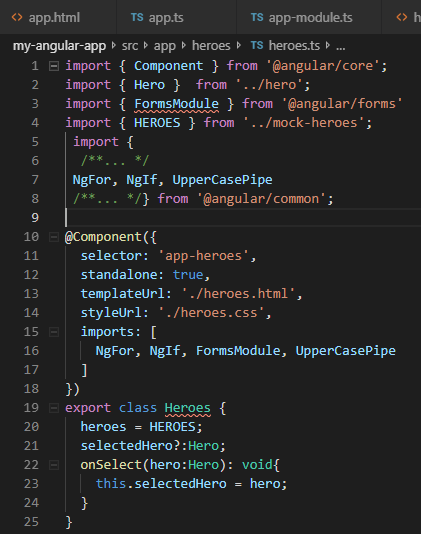 <> app.html TS app.ts TS app-module.ts <> h
my-angular-app > src > app > heroes > TS heroes.ts > ...
1 import { Component } from '@angular/core';
2 import { Hero }  from '../hero';
3 import { FormsModule } from '@angular/forms'
4 import { HEROES } from '../mock-heroes';
5  import {
6   /**... */
7  NgFor, NgIf, UpperCasePipe
8  /**... */} from '@angular/common';
9
10 @Component({
11   selector: 'app-heroes',
12   standalone: true,
13   templateUrl: './heroes.html',
14   styleUrl: './heroes.css',
15   imports: [
16     NgFor, NgIf, FormsModule, UpperCasePipe
17   ]
18 })
19 export class Heroes {
20   heroes = HEROES;
21   selectedHero?:Hero;
22   onSelect(hero:Hero): void{
23     this.selectedHero = hero;
24   }
25 }